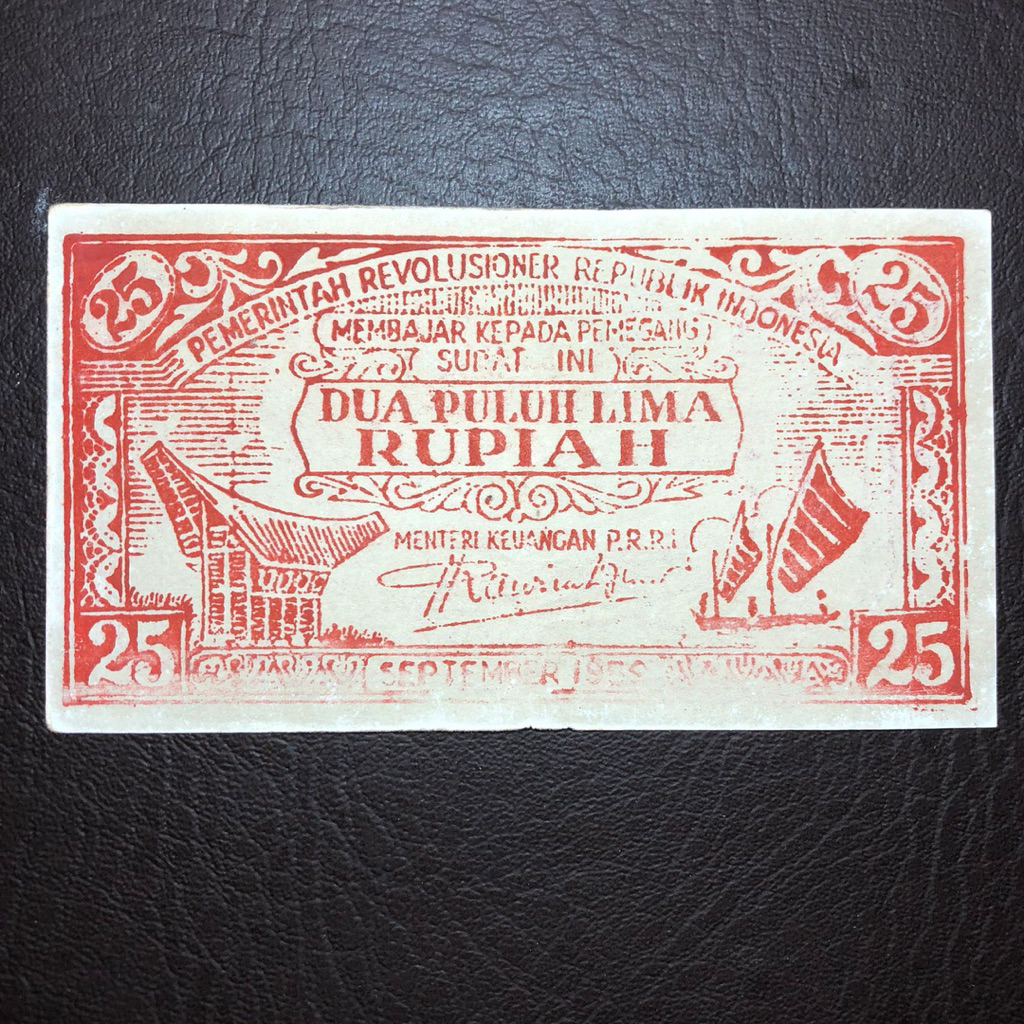 25 25
PEMERINTAH REVOLUSIONER REPUBLIK INDONESIA
MEMBAJAR KEPADA PEMEGANG
SURAT INI
DUA PULUH LIMA
RUPIAH
MENTERI KEUANGAN P.R.R.I.
25 25
SEPTEMBER